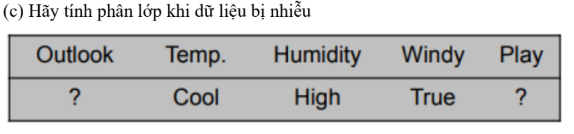 (c) Hãy tính phân lớp khi dữ liệu bị nhiễu
Outlook Temp. Humidity Windy Play
? Cool High True ?